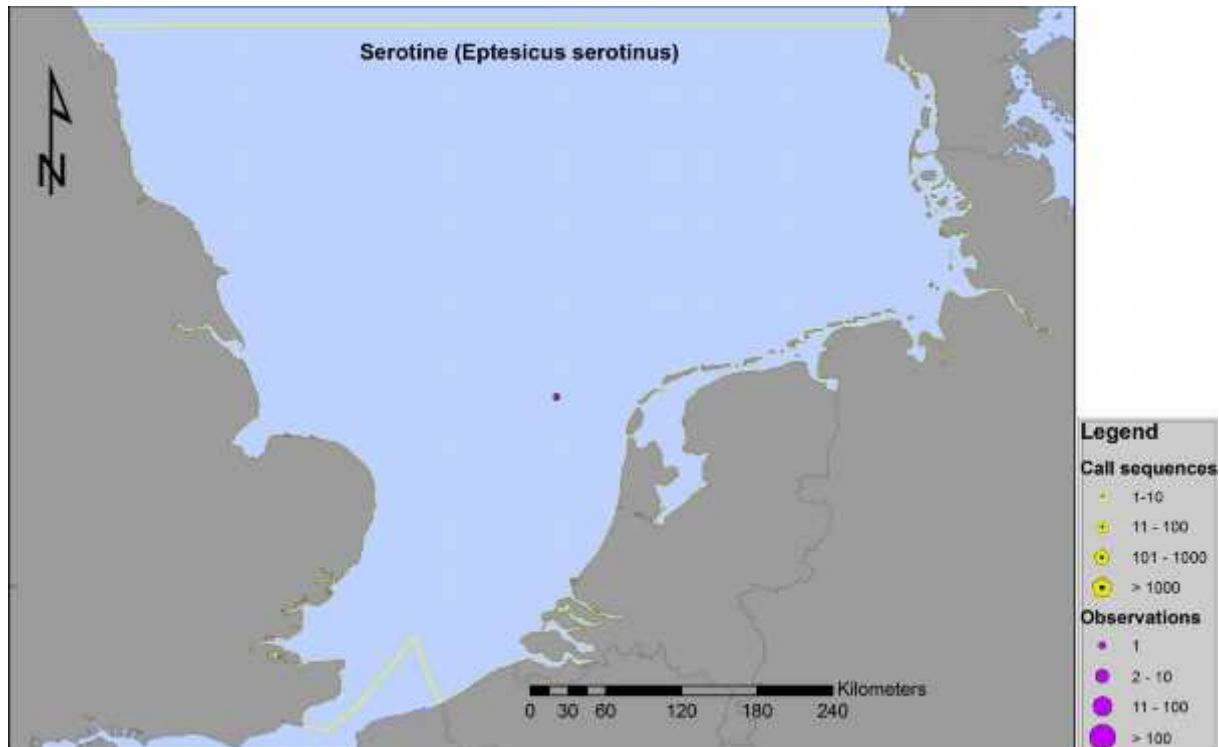 Serotine (Eptesicus serotinus)
N
Kilometers
0 30 60 120 180 240
Legend
Call sequences
1-10
11 - 100
101 - 1000
> 1000
Observations
1
2 - 10
11 - 100
> 100